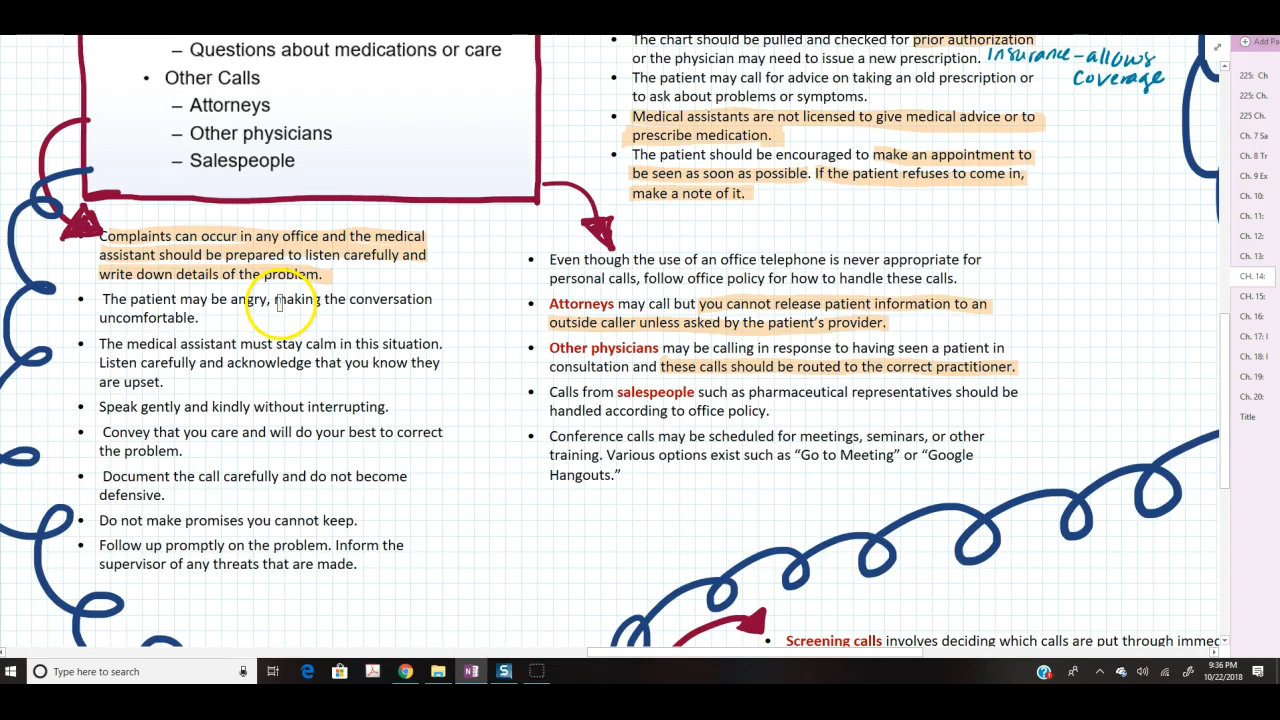 – Questions about medications or care
• Other Calls
– Attorneys
– Other physicians
– Salespeople
• The chart should be pulled and checked for prior authorization
or the physician may need to issue a new prescription.
Insurance - allows
coverage
• The patient may call for advice on taking an old prescription or
to ask about problems or symptoms.
• Medical assistants are not licensed to give medical advice or to
prescribe medication.
• The patient should be encouraged to make an appointment to
be seen as soon as possible. If the patient refuses to come in,
make a note of it.
Complaints can occur in any office and the medical
assistant should be prepared to listen carefully and
write down details of the problem.
• The patient may be angry, making the conversation
uncomfortable.
• The medical assistant must stay calm in this situation.
Listen carefully and acknowledge that you know they
are upset.
• Speak gently and kindly without interrupting.
• Convey that you care and will do your best to correct
the problem.
• Document the call carefully and do not become
defensive.
• Do not make promises you cannot keep.
• Follow up promptly on the problem. Inform the
supervisor of any threats that are made.
• Even though the use of an office telephone is never appropriate for
personal calls, follow office policy for how to handle these calls.
• Attorneys may call but you cannot release patient information to an
outside caller unless asked by the patient's provider.
• Other physicians may be calling in response to having seen a patient in
consultation and these calls should be routed to the correct practitioner.
• Calls from salespeople such as pharmaceutical representatives should be
handled according to office policy.
• Conference calls may be scheduled for meetings, seminars, or other
training. Various options exist such as “Go to Meeting” or “Google
Hangouts.”
• Screening calls involves deciding which calls are put through immed
Add Pa
225: Ch.
225: Ch.
225 Ch.
Ch. 7 Sa
Ch. 8 Tr
Ch. 9 Ex
Ch. 10:
Ch. 11:
Ch. 12:
Ch. 13:
CH. 14:
CH. 15:
Ch. 16:
Ch. 17: I
Ch. 18: I
Ch. 19:
Ch. 20:
Title
Type here to search
9:36 PM
10/22/2018